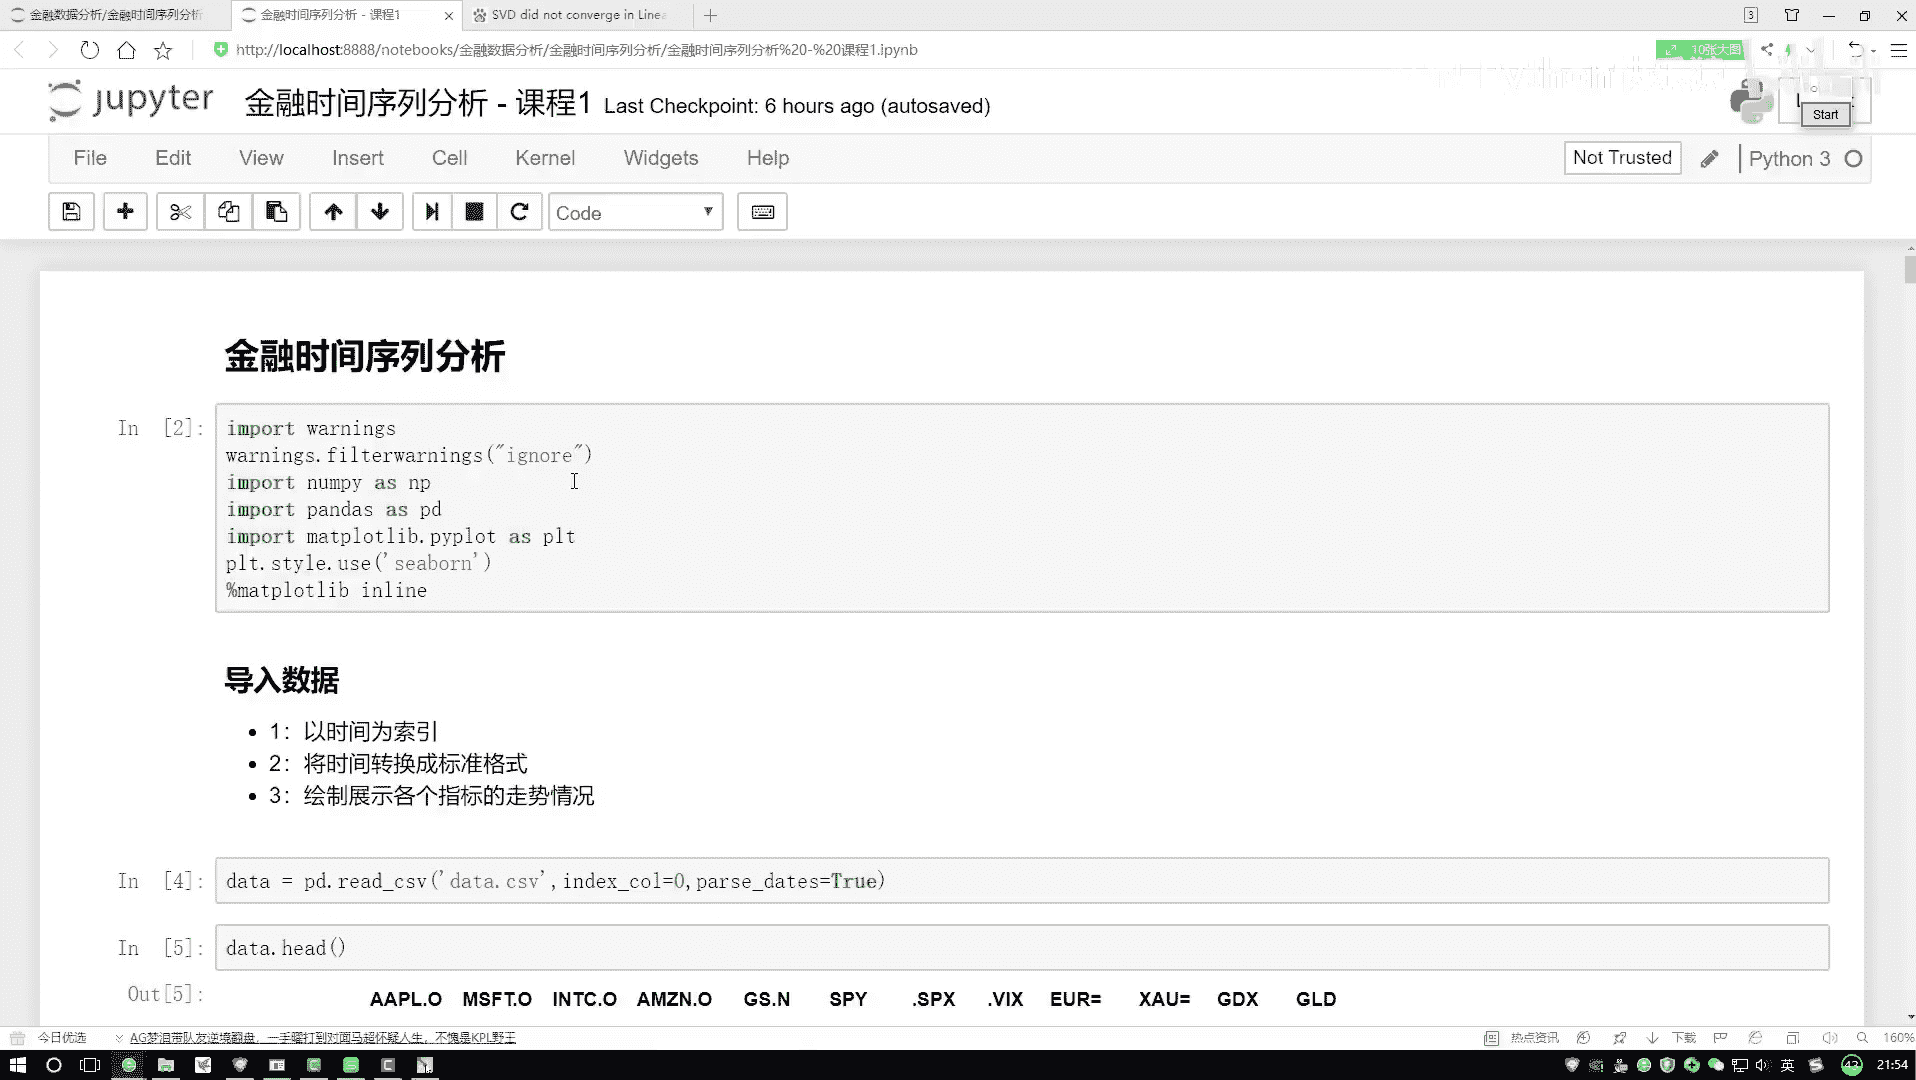 金融数据分析/金融时间序列分析
金融时间序列分析 - 课程1
SVD did not converge in Linea
3
http://localhost:8888/notebooks/金融数据分析/金融时间序列分析/金融时间序列分析%20-%20课程1.ipynb
10张大图
jupyter
金融时间序列分析 - 课程1
Last Checkpoint: 6 hours ago (autosaved)
Start
File
Edit
View
Insert
Cell
Kernel
Widgets
Help
Not Trusted
Python 3
Code
金融时间序列分析
In [2]:
import warnings
warnings.filterwarnings("ignore")
import numpy as np
import pandas as pd
import matplotlib.pyplot as plt
plt.style.use('seaborn')
%matplotlib inline
导入数据
1：以时间为索引
2：将时间转换成标准格式
3：绘制展示各个指标的走势情况
In [4]:
data = pd.read_csv('data.csv',index_col=0,parse_dates=True)
In [5]:
data.head()
Out[5]:
AAPL.O MSFT.O INTC.O AMZN.O GS.N SPY .SPX .VIX EUR= XAU= GDX GLD
今日优选
AG梦泪带队友逆境翻盘，一手曜打到对面马超怀疑人生，不愧是KPL野王
热点资讯
下载
160%
英
43
21:54